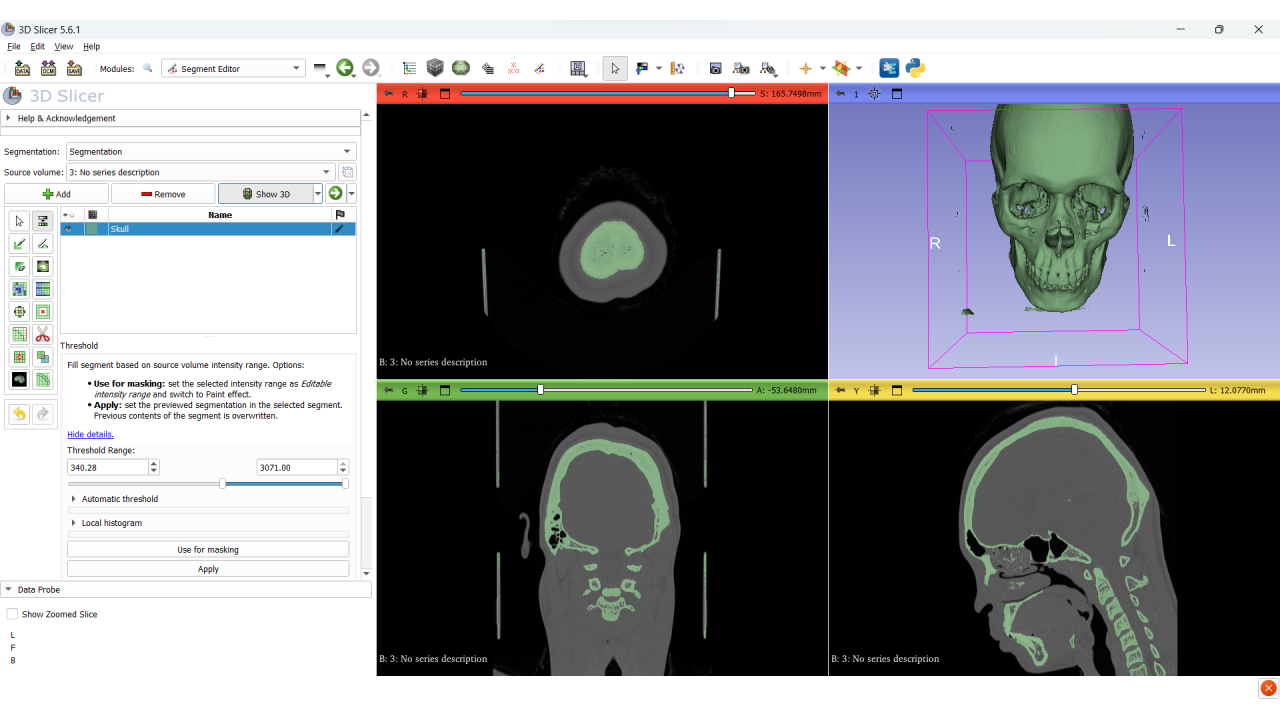 3D Slicer 5.6.1
File Edit View Help
DATA DCM SAVE Modules: Segment Editor
3D Slicer
Help & Acknowledgement
Segmentation: Segmentation
Source volume: 3: No series description
Add Remove Show 3D
Name
Skull
Threshold
Fill segment based on source volume intensity range. Options:
• Use for masking: set the selected intensity range as Editable
intensity range and switch to Paint effect.
• Apply: set the previewed segmentation in the selected segment.
Previous contents of the segment is overwritten.
Hide details.
Threshold Range:
340.28 3071.00
Automatic threshold
Local histogram
Use for masking
Apply
Data Probe
Show Zoomed Slice
L
F
B
R S: 165.7498mm
B: 3: No series description
1
R L
I
G A: -53.6480mm
B: 3: No series description
Y L: 12.0770mm
B: 3: No series description